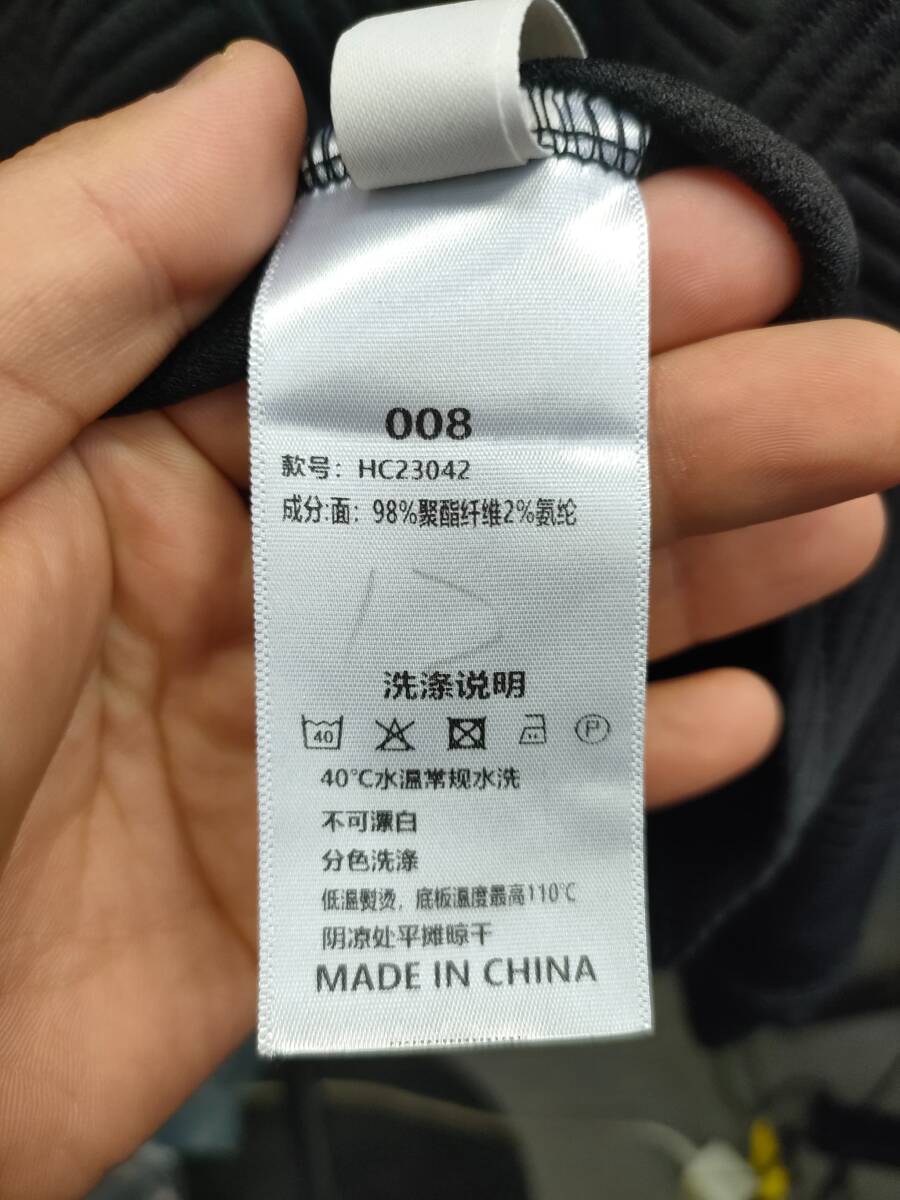 008
款号：HC23042
成分:面：98%聚酯纤维2%氨纶
洗涤说明
40 P
40℃水温常规水洗
不可漂白
分色洗涤
低温熨烫，底板温度最高110℃
阴凉处平摊晾干
MADE IN CHINA